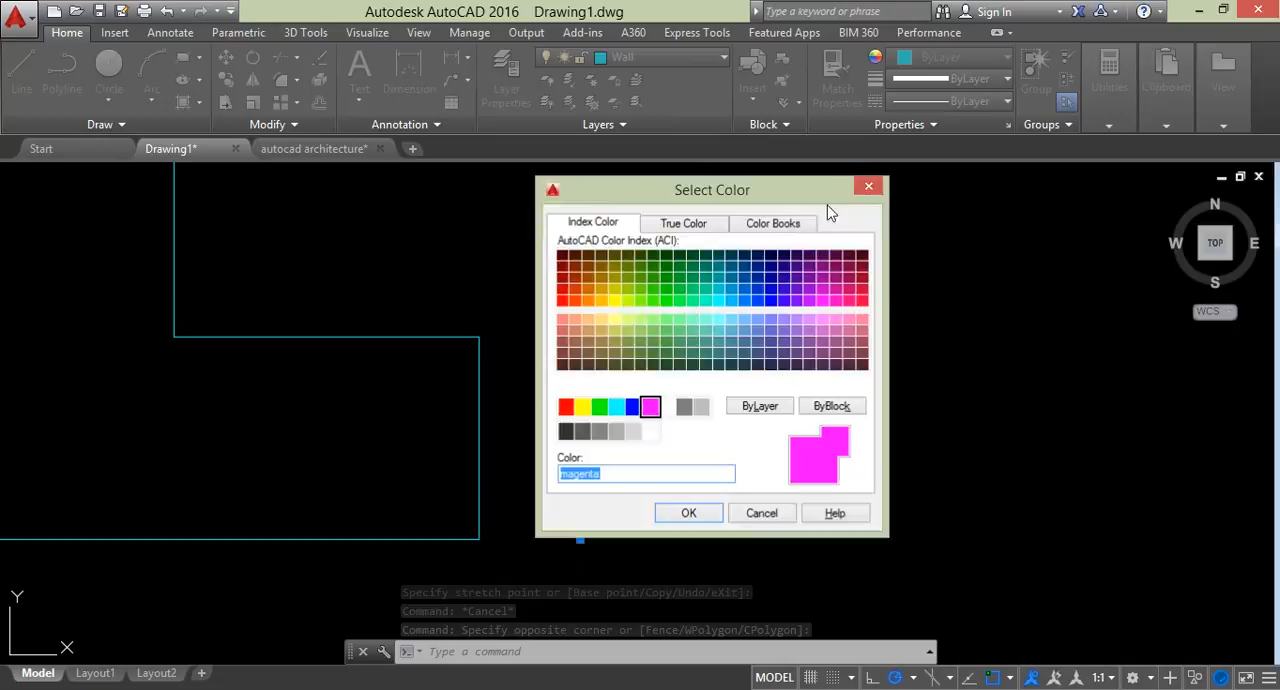 Autodesk AutoCAD 2016 Drawing1.dwg
Type a keyword or phrase
Sign In
Home Insert Annotate Parametric 3D Tools Visualize View Manage Output Add-ins A360 Express Tools Featured Apps BIM 360 Performance
Wall
ByLayer
Line Polyline Circle Arc
Text Dimension
Layer Properties
Insert
Match Properties
ByLayer
ByLayer
Group
Utilities
Clipboard
View
Draw Modify Annotation Layers Block Properties Groups
Start Drawing1* autocad architecture*
Select Color
Index Color True Color Color Books
AutoCAD Color Index (ACI):
ByLayer ByBlock
Color:
magenta
OK Cancel Help
N
W TOP E
S
WCS
Y
X
Specify stretch point or [Base point/Copy/Undo/eXit]:
Command: *Cancel*
Command: Specify opposite corner or [Fence/WPolygon/CPolygon]:
Type a command
Model Layout1 Layout2
MODEL 1:1